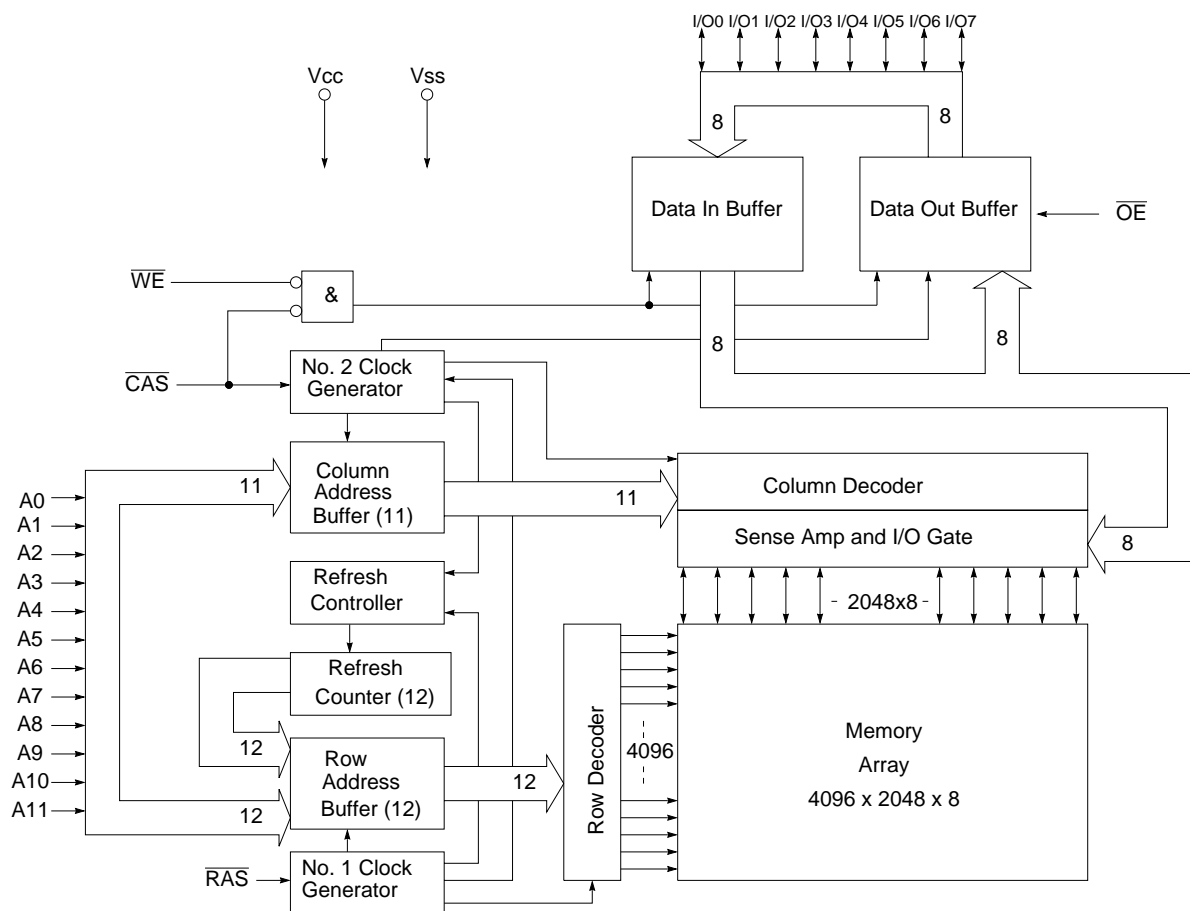 I/O0 I/O1 I/O2 I/O3 I/O4 I/O5 I/O6 I/O7
Vcc
Vss
8
8
Data In Buffer
Data Out Buffer
OE
WE
&
8
8
CAS
No. 2 Clock
Generator
11
Column
Address
Buffer (11)
11
Column Decoder
Sense Amp and I/O Gate
8
A0
A1
A2
A3
A4
A5
A6
A7
A8
A9
A10
A11
Refresh
Controller
- 2048x8 -
Refresh
Counter (12)
12
Row
Address
Buffer (12)
12
12
Row Decoder
4096
Memory
Array
4096 x 2048 x 8
RAS
No. 1 Clock
Generator